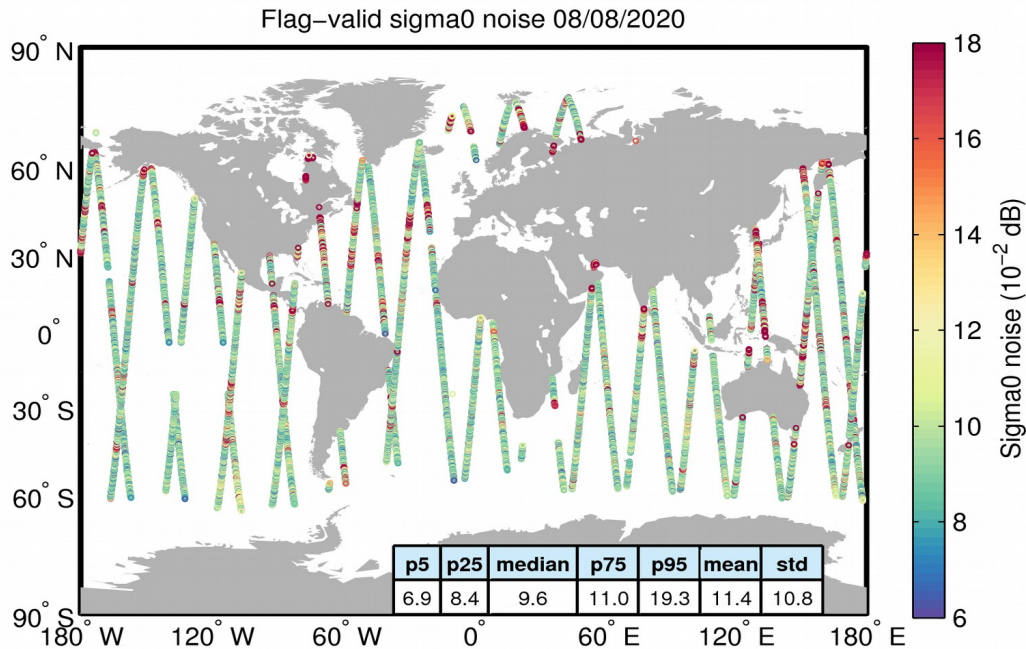 Flag−valid sigma0 noise 08/08/2020
90° N
60° N
30° N
0°
30° S
60° S
90° S
180° W
120° W
60° W
0°
60° E
120° E
180° E
p5 p25 median p75 p95 mean std
6.9 8.4 9.6 11.0 19.3 11.4 10.8
18
16
14
12
10
8
6
Sigma0 noise (10⁻² dB)